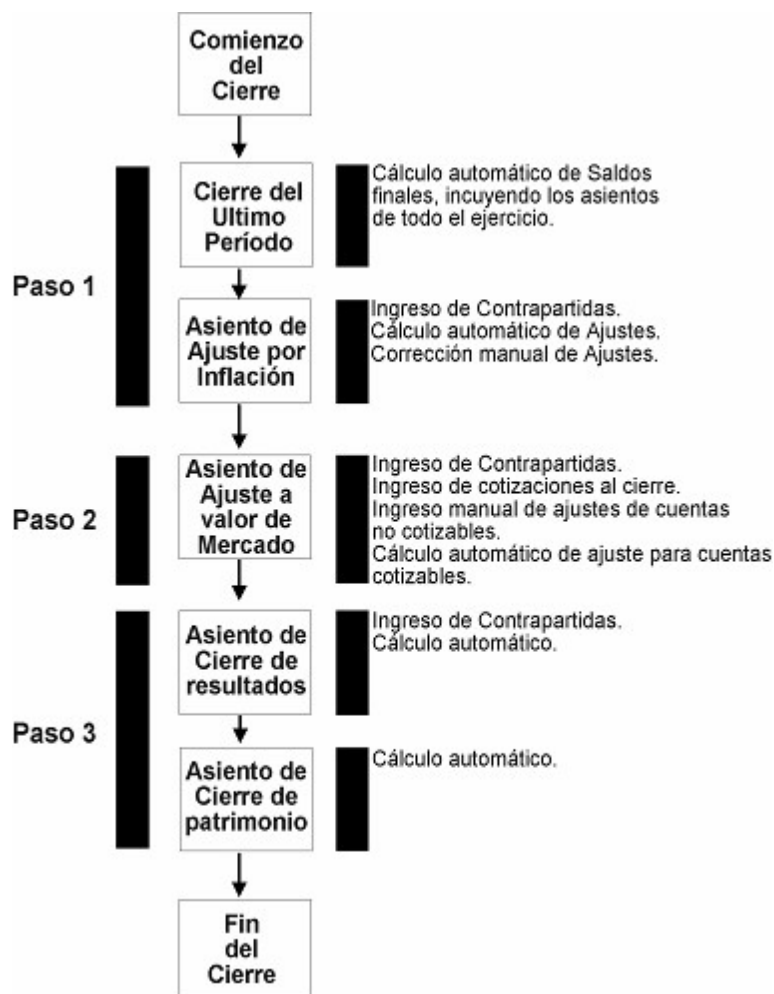 Comienzo
del
Cierre
Paso 1
Cierre del
Ultimo
Período
Cálculo automático de Saldos
finales, incuyendo los asientos
de todo el ejercicio.
Asiento de
Ajuste por
Inflación
Ingreso de Contrapartidas.
Cálculo automático de Ajustes.
Corrección manual de Ajustes.
Paso 2
Asiento de
Ajuste a
valor de
Mercado
Ingreso de Contrapartidas.
Ingreso de cotizaciones al cierre.
Ingreso manual de ajustes de cuentas
no cotizables.
Cálculo automático de ajuste para cuentas
cotizables.
Paso 3
Asiento de
Cierre de
resultados
Ingreso de Contrapartidas.
Cálculo automático.
Asiento de
Cierre de
patrimonio
Cálculo automático.
Fin
del
Cierre